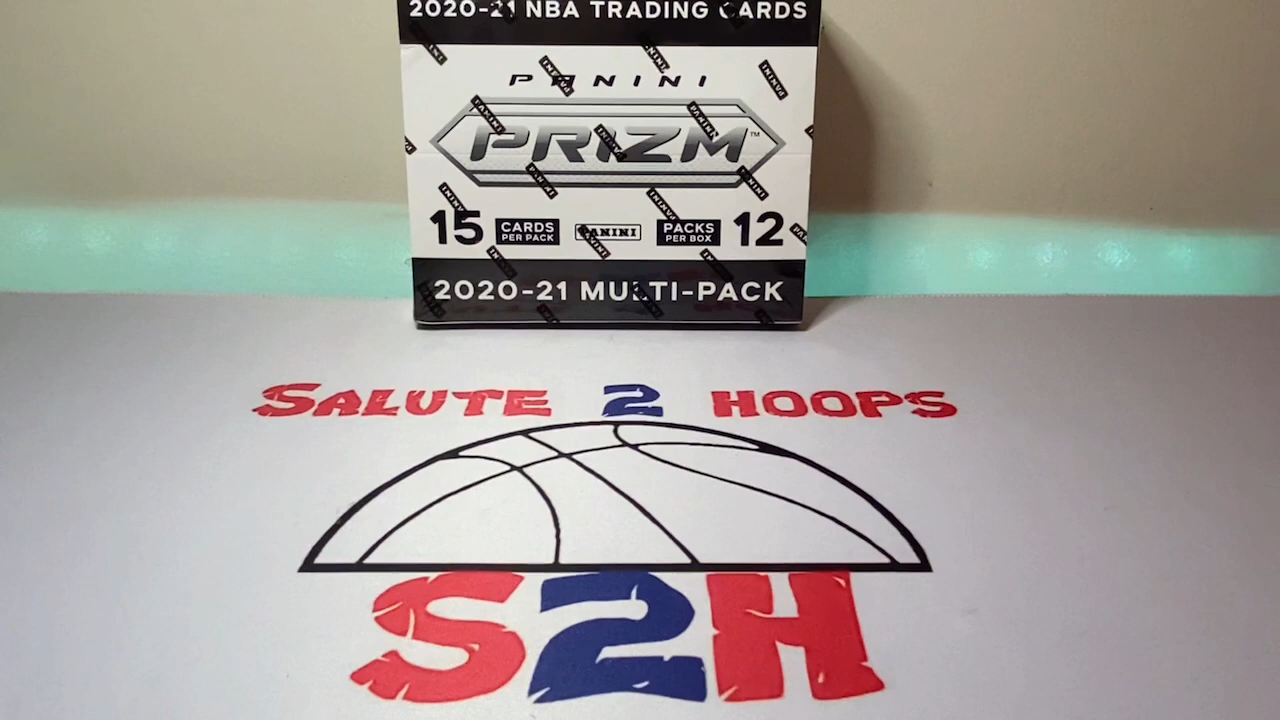 2020-21 NBA TRADING CARDS
PANINI
PRIZM™
15 CARDS PER PACK PANINI PACKS PER BOX 12
2020-21 MULTI-PACK
SALUTE 2 HOOPS
S2H